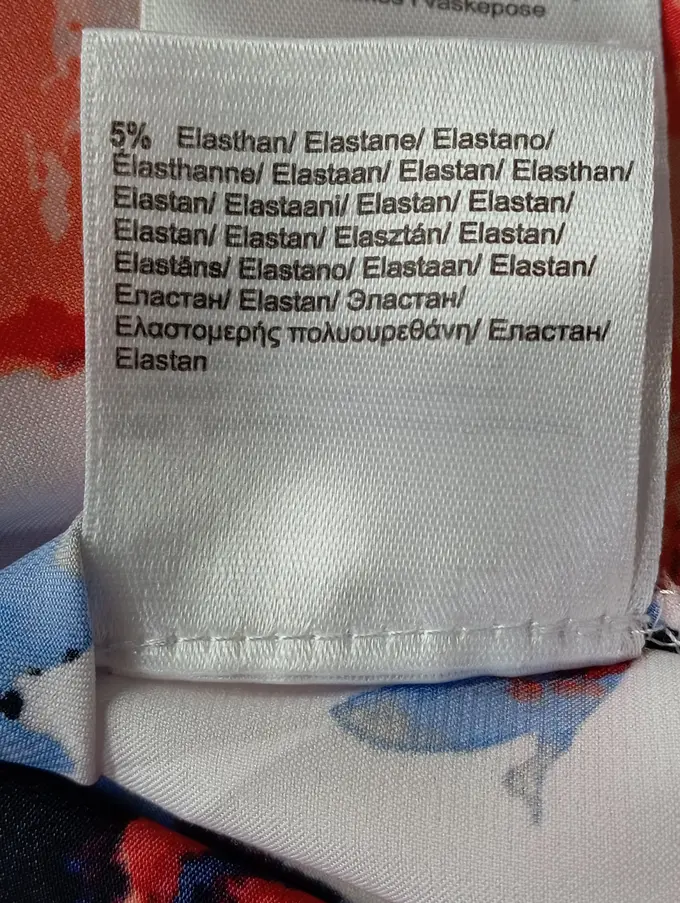 i vaskepose
5% Elasthan/ Elastane/ Elastano/
Élasthanne/ Elastaan/ Elastan/ Elasthan/
Elastan/ Elastaani/ Elastan/ Elastan/
Elastan/ Elastan/ Elasztán/ Elastan/
Elastāns/ Elastano/ Elastaan/ Elastan/
Еластан/ Elastan/ Эластан/
Ελαστομερής πολυουρεθάνη/ Еластан/
Elastan